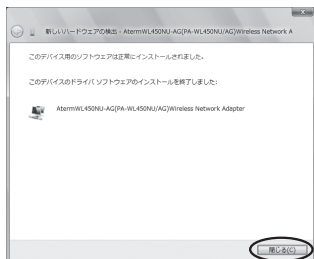 新しいハードウェアの検出 - AtermWL450NU-AG(PA-WL450NU/AG)Wireless Network A
このデバイス用のソフトウェアは正常にインストールされました。
このデバイスのドライバ ソフトウェアのインストールを終了しました:
AtermWL450NU-AG(PA-WL450NU/AG)Wireless Network Adapter
閉じる(C)